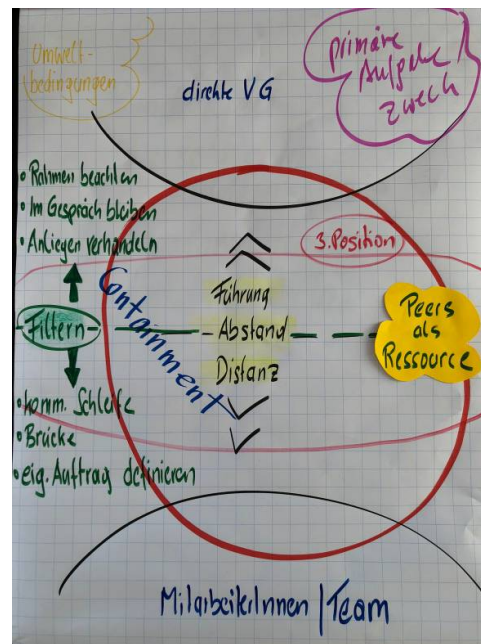 Umwelt-
bedingungen
direkte VG
primäre
Aufgabe
Zweck
• Rahmen beachten
• Im Gespräch bleiben
• Anliegen verhandeln
3. Position
Containment
Führung
Filtern
Abstand
Distanz
Peers
als
Ressource
• komm. Schleife
• Brücke
• eig. Auftrag definieren
MitarbeiterInnen | Team